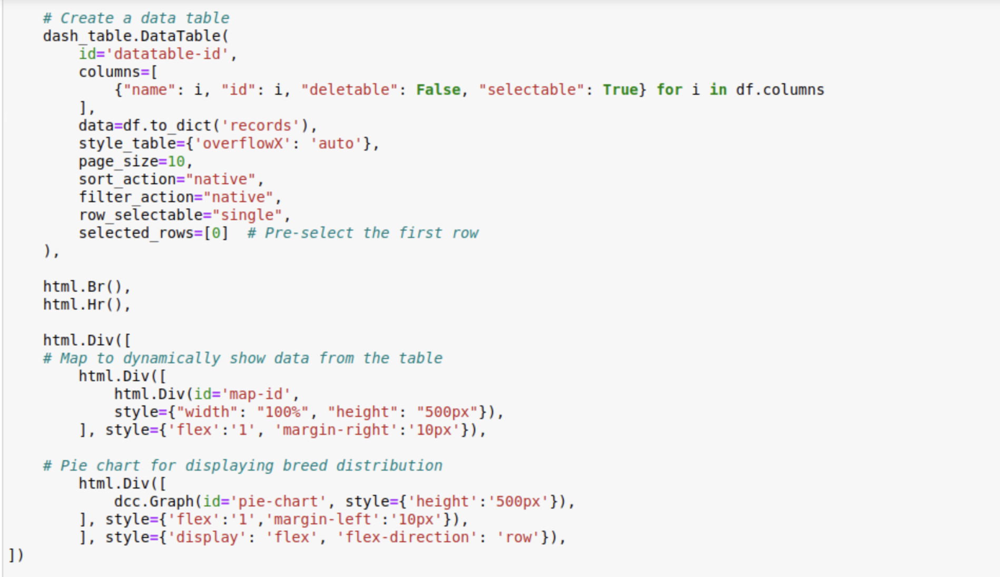 # Create a data table
dash_table.DataTable(
id='datatable-id',
columns=[
{"name": i, "id": i, "deletable": False, "selectable": True} for i in df.columns
],
data=df.to_dict('records'),
style_table={'overflowX': 'auto'},
page_size=10,
sort_action="native",
filter_action="native",
row_selectable="single",
selected_rows=[0]  # Pre-select the first row
),
html.Br(),
html.Hr(),
html.Div([
# Map to dynamically show data from the table
html.Div([
html.Div(id='map-id',
style={"width": "100%", "height": "500px"}),
], style={'flex':'1', 'margin-right':'10px'}),
# Pie chart for displaying breed distribution
html.Div([
dcc.Graph(id='pie-chart', style={'height':'500px'}),
], style={'flex':'1','margin-left':'10px'}),
], style={'display': 'flex', 'flex-direction': 'row'}),
])